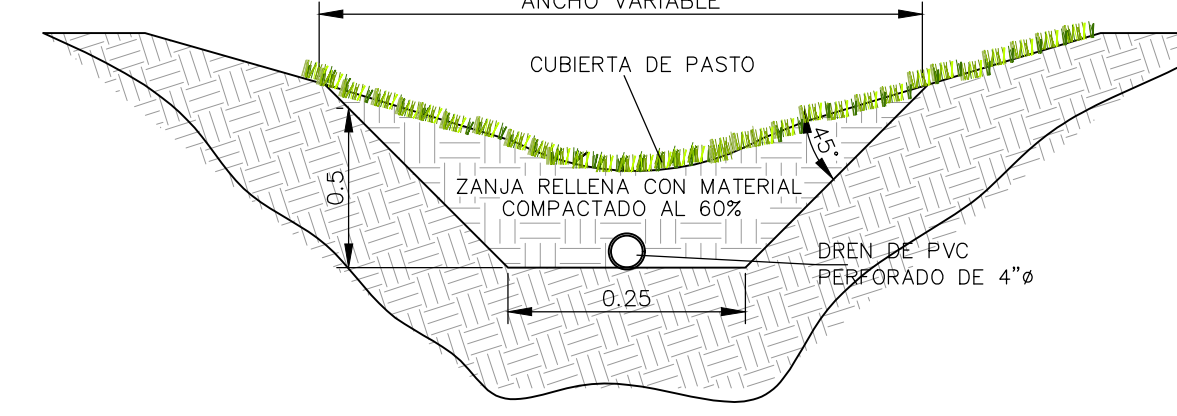 ANCHO VARIABLE
CUBIERTA DE PASTO
45°
0.5
ZANJA RELLENA CON MATERIAL
COMPACTADO AL 60%
DREN DE PVC
PERFORADO DE 4"ø
0.25